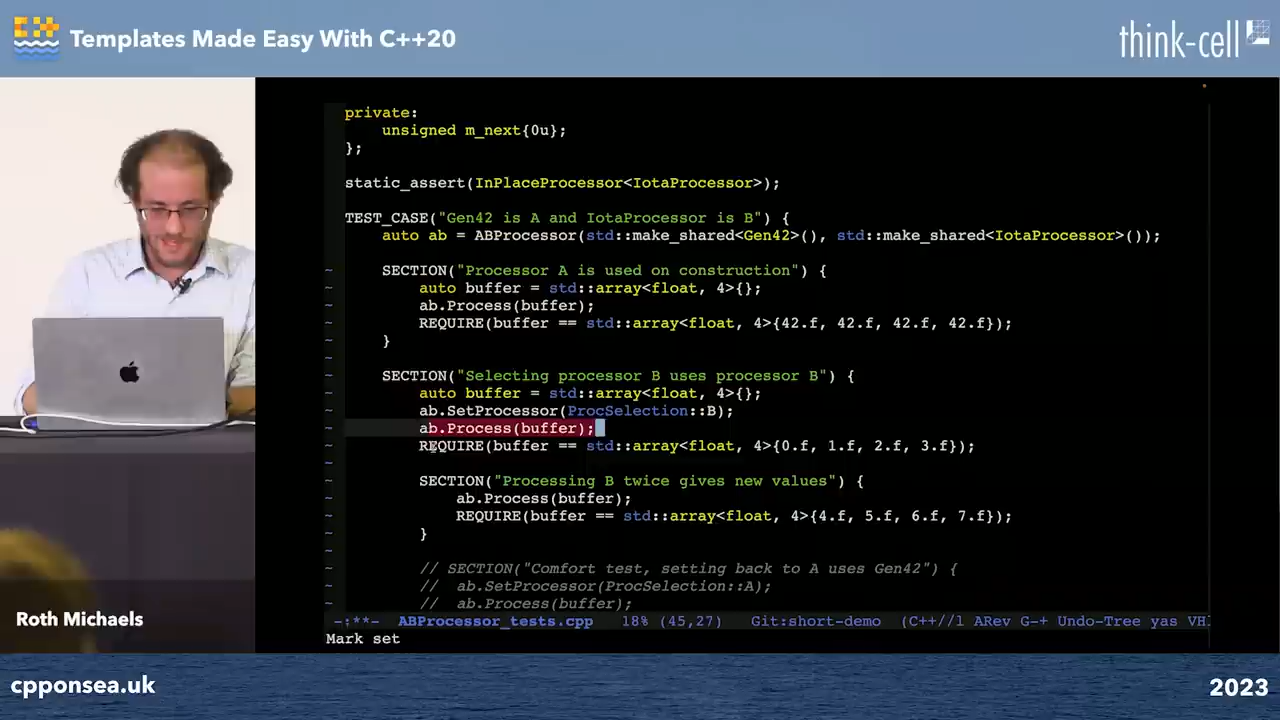 Templates Made Easy With C++20
think-cell
private:
unsigned m_next{0u};
};
static_assert(InPlaceProcessor<IotaProcessor>);
TEST_CASE("Gen42 is A and IotaProcessor is B") {
auto ab = ABProcessor(std::make_shared<Gen42>(), std::make_shared<IotaProcessor>());
SECTION("Processor A is used on construction") {
auto buffer = std::array<float, 4>{};
ab.Process(buffer);
REQUIRE(buffer == std::array<float, 4>{42.f, 42.f, 42.f, 42.f});
}
SECTION("Selecting processor B uses processor B") {
auto buffer = std::array<float, 4>{};
ab.SetProcessor(ProcSelection::B);
ab.Process(buffer);
REQUIRE(buffer == std::array<float, 4>{0.f, 1.f, 2.f, 3.f});
SECTION("Processing B twice gives new values") {
ab.Process(buffer);
REQUIRE(buffer == std::array<float, 4>{4.f, 5.f, 6.f, 7.f});
}
// SECTION("Comfort test, setting back to A uses Gen42") {
//  ab.SetProcessor(ProcSelection::A);
//  ab.Process(buffer);
-:**-  ABProcessor_tests.cpp   18% (45,27)   Git:short-demo  (C++//l ARev G-+ Undo-Tree yas VH
Mark set
Roth Michaels
cpponsea.uk
2023